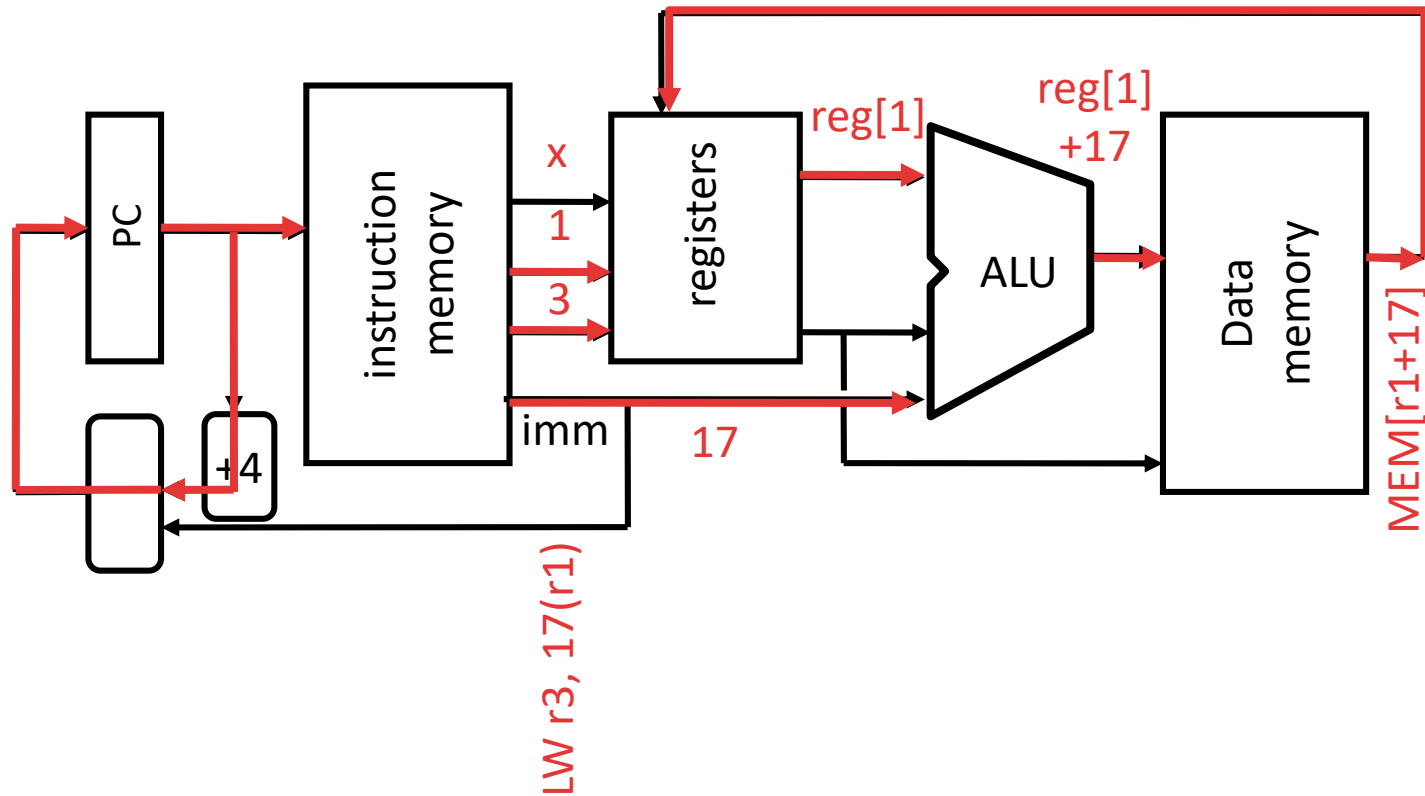 PC
+4
instruction
memory
x
1
3
imm
17
LW r3, 17(r1)
registers
reg[1]
ALU
reg[1]
+17
Data
memory
MEM[r1+17]